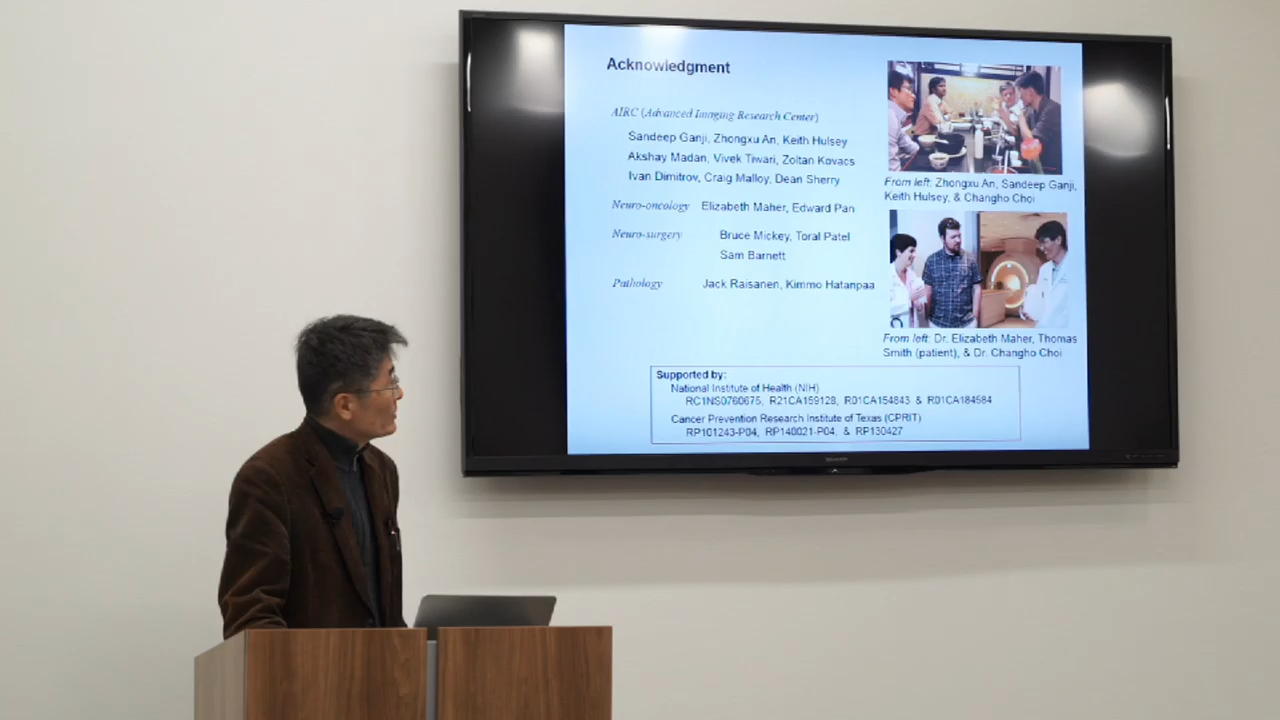 Acknowledgment
AIRC (Advanced Imaging Research Center)
Sandeep Ganji, Zhongxu An, Keith Hulsey
Akshay Madan, Vivek Tiwari, Zoltan Kovacs
Ivan Dimitrov, Craig Malloy, Dean Sherry
Neuro-oncology Elizabeth Maher, Edward Pan
Neuro-surgery Bruce Mickey, Toral Patel
Sam Barnett
Pathology Jack Raisanen, Kimmo Hatanpaa
From left: Zhongxu An, Sandeep Ganji,
Keith Hulsey, & Changho Choi
From left: Dr. Elizabeth Maher, Thomas
Smith (patient), & Dr. Changho Choi
Supported by:
National Institute of Health (NIH)
RC1NS0760675, R21CA159128, R01CA154843 & R01CA184584
Cancer Prevention Research Institute of Texas (CPRIT)
RP101243-P04, RP140021-P04, & RP130427
SHARP